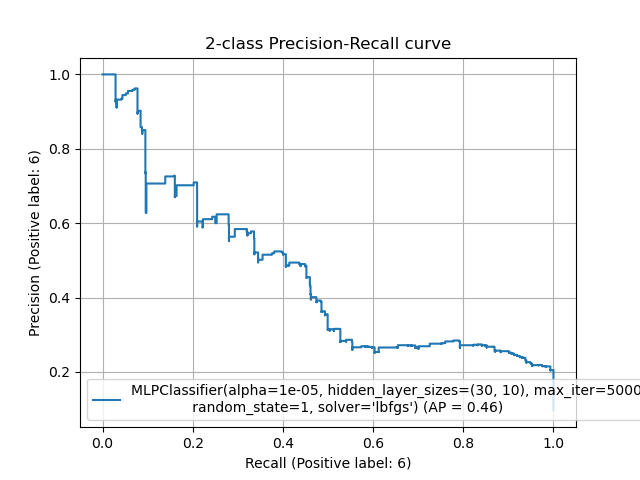 2-class Precision-Recall curve
1.0
0.8
0.6
0.4
0.2
Precision (Positive label: 6)
MLPClassifier(alpha=1e-05, hidden_layer_sizes=(30, 10), max_iter=5000
random_state=1, solver='lbfgs') (AP = 0.46)
0.0 0.2 0.4 0.6 0.8 1.0
Recall (Positive label: 6)